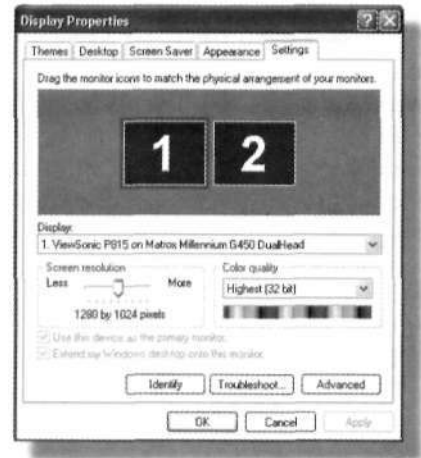 Display Properties
Themes Desktop Screen Saver Appearance Settings
Drag the monitor icons to match the physical arrangement of your monitors.
1 2
Display:
1. ViewSonic P815 on Matrox Millennium G450 DualHead
Screen resolution Color quality
Less More Highest (32 bit)
1280 by 1024 pixels
Use this device as the primary monitor.
Extend my Windows desktop onto this monitor.
Identify Troubleshoot... Advanced
OK Cancel Apply